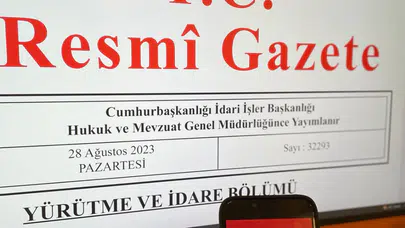 T.C.
Resmî Gazete
Cumhurbaşkanlığı İdari İşler Başkanlığı
Hukuk ve Mevzuat Genel Müdürlüğünce Yayımlanır
28 Ağustos 2023
PAZARTESİ
Sayı : 32293
YÜRÜTME VE İDARE BÖLÜMÜ